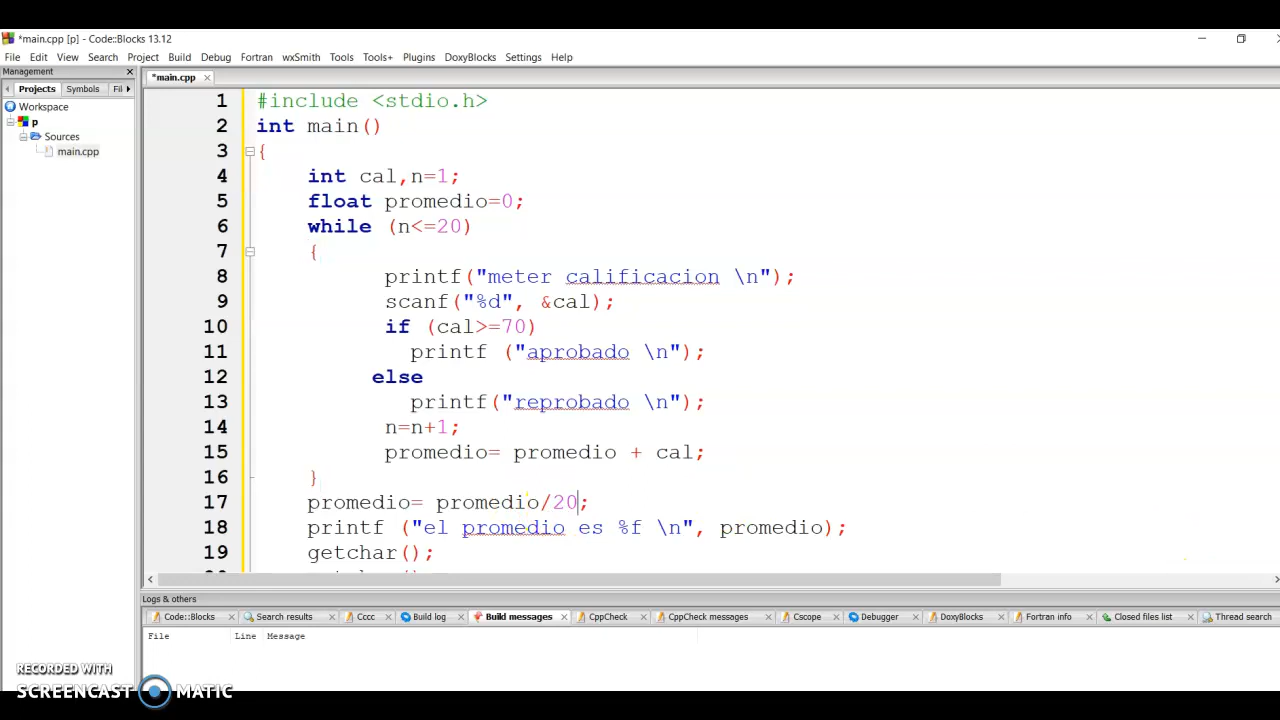 *main.cpp [p] - Code::Blocks 13.12
File Edit View Search Project Build Debug Fortran wxSmith Tools Tools+ Plugins DoxyBlocks Settings Help
Management
*main.cpp
Projects Symbols Fil
Workspace
p
Sources
main.cpp
1 #include <stdio.h>
2 int main()
3 {
4 int cal,n=1;
5 float promedio=0;
6 while (n<=20)
7 {
8 printf("meter calificacion \n");
9 scanf("%d", &cal);
10 if (cal>=70)
11 printf ("aprobado \n");
12 else
13 printf("reprobado \n");
14 n=n+1;
15 promedio= promedio + cal;
16 }
17 promedio= promedio/20;
18 printf ("el promedio es %f \n", promedio);
19 getchar();
Logs & others
Code::Blocks Search results Cccc Build log Build messages CppCheck CppCheck messages Cscope Debugger DoxyBlocks Fortran info Closed files list Thread search
File Line Message
RECORDED WITH
SCREENCAST MATIC